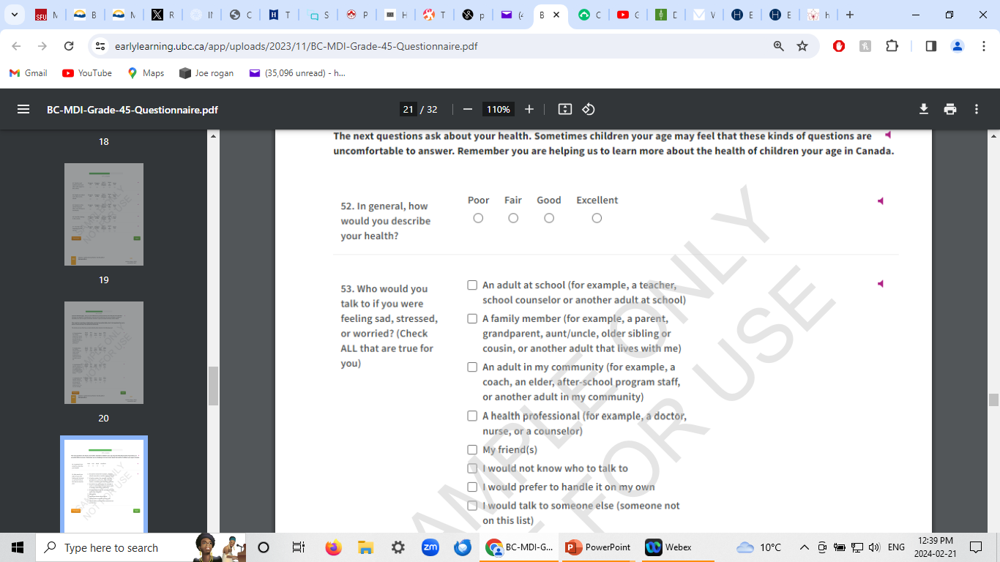 M
B
M
R
IN
C
T
S
P
H
T
p
(4
B
C
G
D
V
E
E
h
earlylearning.ubc.ca/app/uploads/2023/11/BC-MDI-Grade-45-Questionnaire.pdf
Gmail YouTube Maps Joe rogan (35,096 unread) - h...
BC-MDI-Grade-45-Questionnaire.pdf 21 / 32 110%
18
19
20
The next questions ask about your health. Sometimes children your age may feel that these kinds of questions are
uncomfortable to answer. Remember you are helping us to learn more about the health of children your age in Canada.
52. In general, how
would you describe
your health?
Poor Fair Good Excellent
53. Who would you
talk to if you were
feeling sad, stressed,
or worried? (Check
ALL that are true for
you)
An adult at school (for example, a teacher,
school counselor or another adult at school)
A family member (for example, a parent,
grandparent, aunt/uncle, older sibling or
cousin, or another adult that lives with me)
An adult in my community (for example, a
coach, an elder, after-school program staff,
or another adult in my community)
A health professional (for example, a doctor,
nurse, or a counselor)
My friend(s)
I would not know who to talk to
I would prefer to handle it on my own
I would talk to someone else (someone not
on this list)
AMPLE ONLY
FOR USE
Type here to search BC-MDI-G... PowerPoint Webex 10°C ENG 12:39 PM
2024-02-21